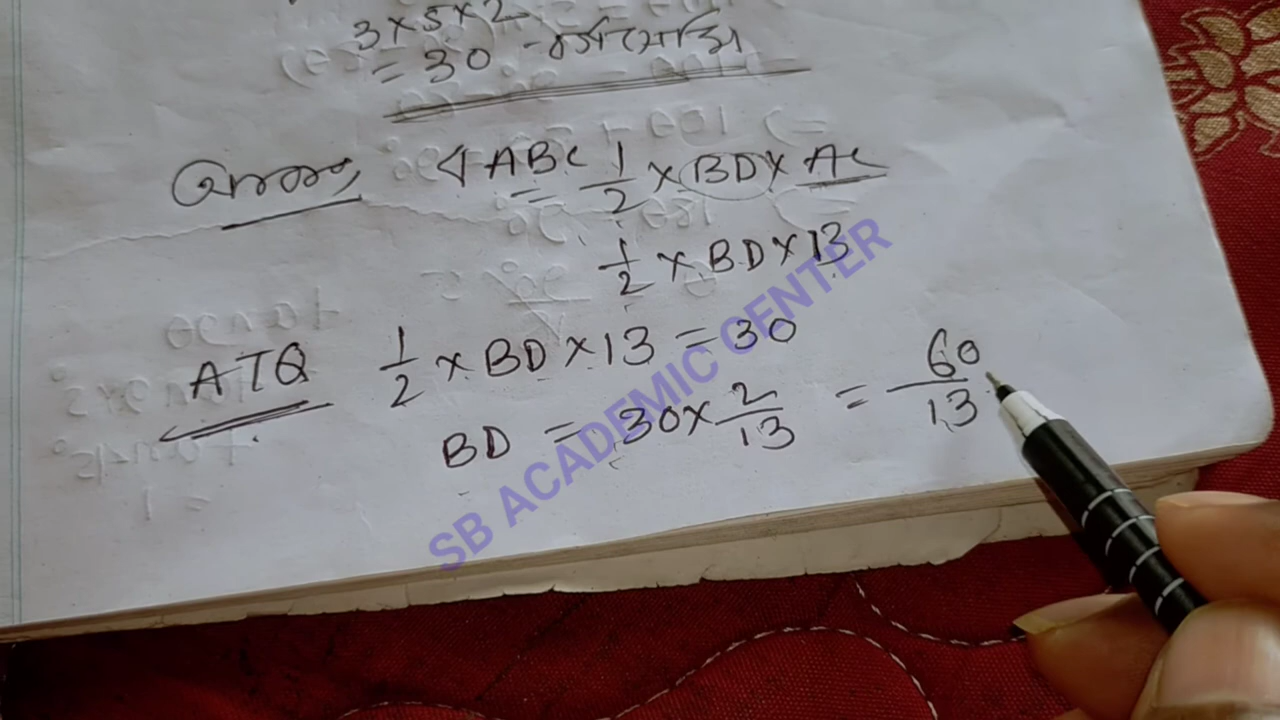 3×5×2
= 30 বর্গসেমি।
△ABC = 1/2 × BD × AC
1/2 × BD × 13
ATQ 1/2 × BD × 13 = 30
BD = 30 × 2/13 = 60/13
SB ACADEMIC CENTER